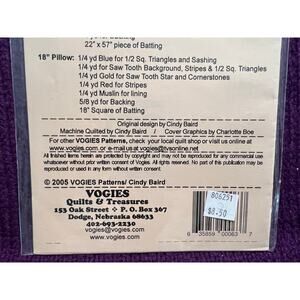 22" x 57" piece of Batting
18" Pillow: 1/4 yd Blue for 1/2 Sq. Triangles and Sashing
1/4 yd for Saw Tooth Background, Stripes & 1/2 Sq. Triangles
1/4 yd Gold for Saw Tooth Star and Cornerstones
1/4 yd Red for Stripes
1/4 yd Muslin for lining
5/8 yd for Backing
18" Square of Batting
Original design by Cindy Baird
Machine Quilted by Cindy Baird / Cover Graphics by Charlotte Boe
For other VOGIES Patterns, check your local quilt shop or visit us online at
www.vogies.com or e-mail us at vogies@tvsonline.net
All finished items herein are protected by copyright and may not be reproduced for any commercial use
whatsoever without prior written consent of Vogies. All rights reserved. No part of this publication may be
reproduced in any form without consent.
© 2005 VOGIES Patterns/ Cindy Baird
VOGIES
Quilts & Treasures
153 Oak Street ❖ P. O. Box 367
Dodge, Nebraska 68633
402-693-2230
vogies@vogies.com
www.vogies.com
806251
$8.50
6 35859 00063 7